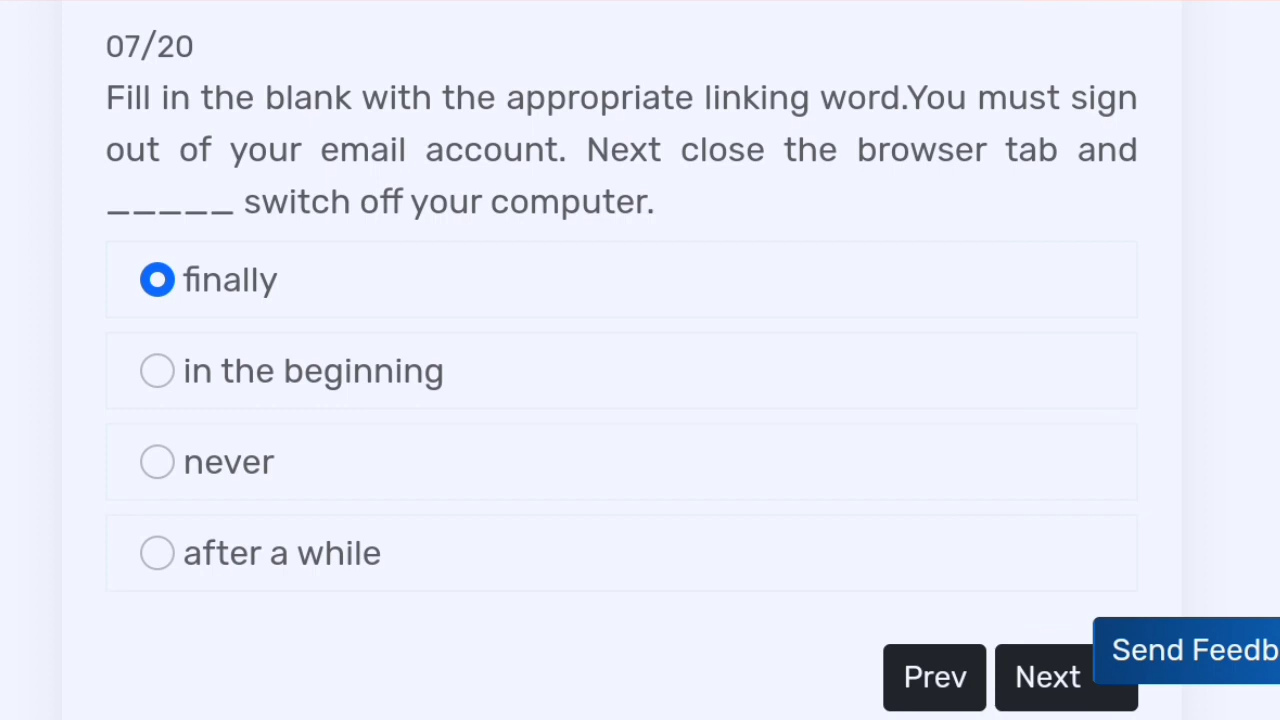 07/20
Fill in the blank with the appropriate linking word.You must sign
out of your email account. Next close the browser tab and
_____ switch off your computer.
finally
in the beginning
never
after a while
Send Feedb
Prev
Next